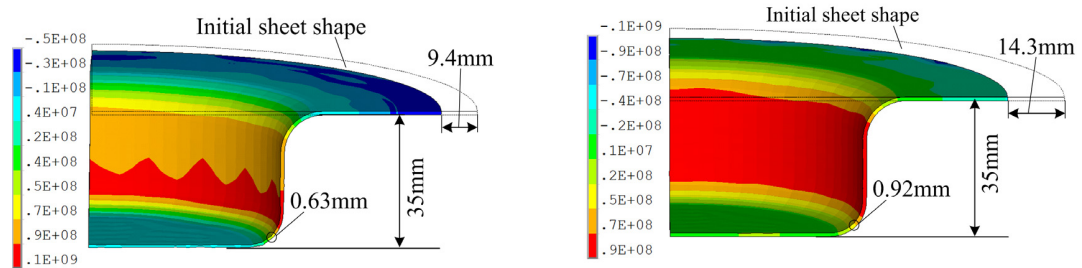 Initial sheet shape
-.5E+08
-.3E+08
-.1E+08
.4E+07
.2E+08
.4E+08
.5E+08
.7E+08
.9E+08
.1E+09
9.4mm
35mm
0.63mm
Initial sheet shape
-.1E+09
-.9E+08
-.7E+08
-.4E+08
-.2E+08
.1E+07
.2E+08
.5E+08
.7E+08
.9E+08
14.3mm
35mm
0.92mm